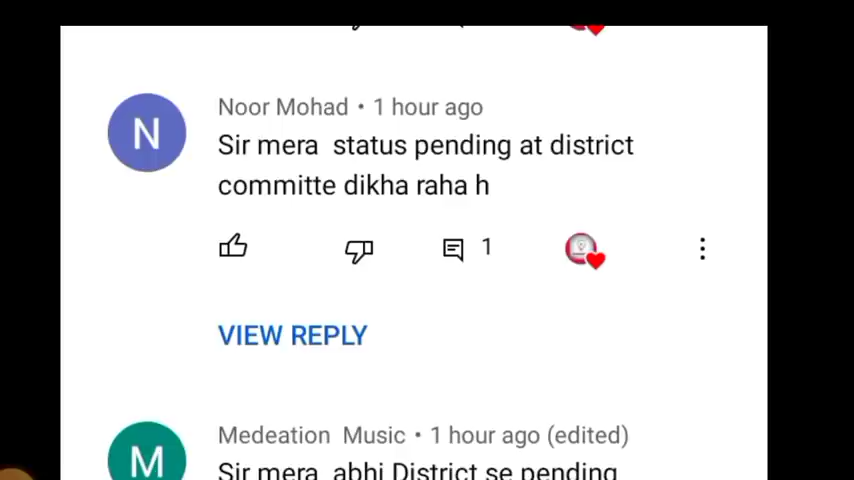 Noor Mohad • 1 hour ago
Sir mera status pending at district
committe dikha raha h
1
VIEW REPLY
Medeation Music • 1 hour ago (edited)
Sir mera abhi District se pending
N
M